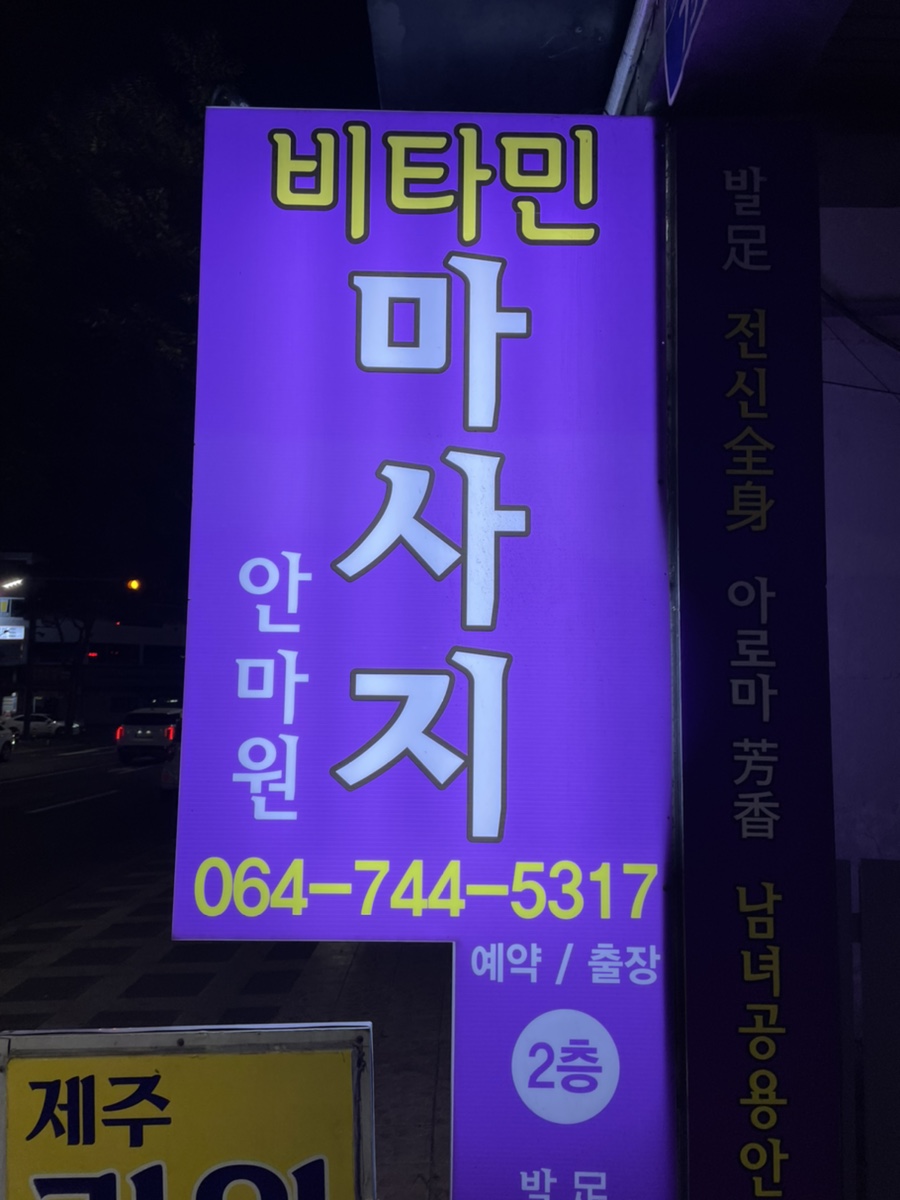 비타민
마사지
안마원
064-744-5317
예약 / 출장
2층
발足
전신全身
아로마 芳香
남녀공용안
제주